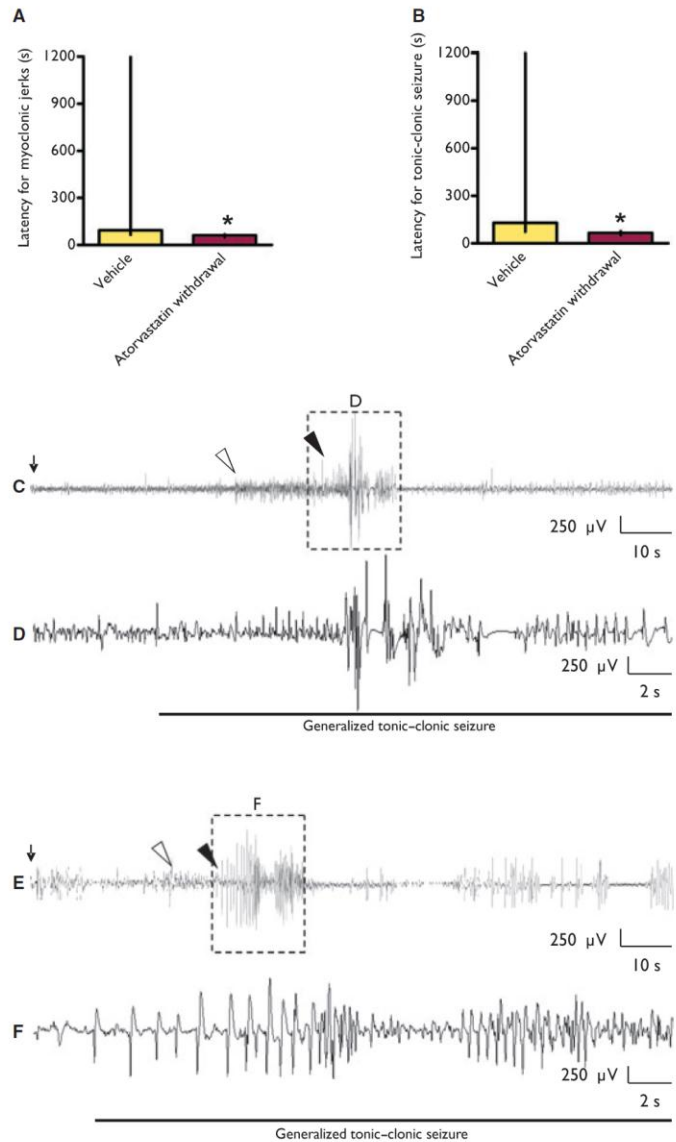 A
B
Latency for myoclonic jerks (s)
1200
900
600
300
0
*
Vehicle
Atorvastatin withdrawal
Latency for tonic-clonic seizure (s)
1200
900
600
300
0
*
Vehicle
Atorvastatin withdrawal
D
C
250 µV
10 s
D
250 µV
2 s
Generalized tonic–clonic seizure
F
E
250 µV
10 s
F
250 µV
2 s
Generalized tonic–clonic seizure